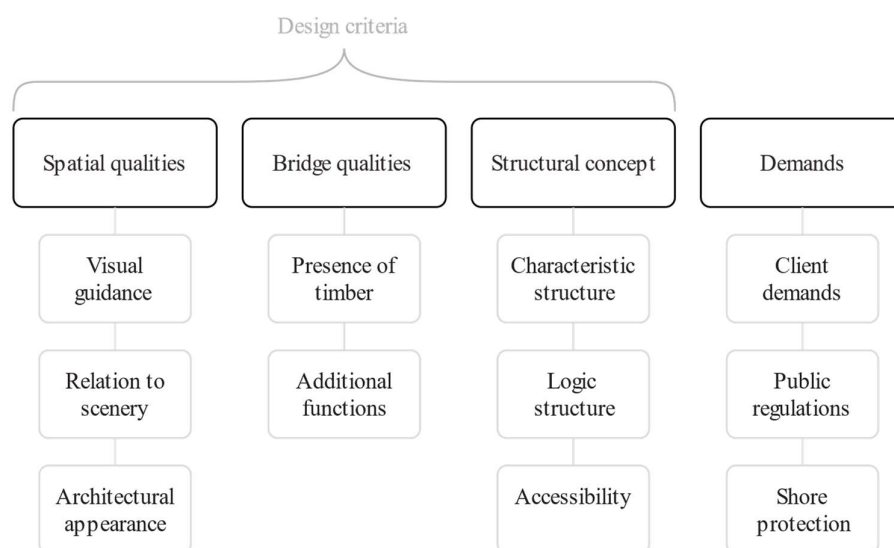 Design criteria
Spatial qualities
Bridge qualities
Structural concept
Demands
Visual
guidance
Presence of
timber
Characteristic
structure
Client
demands
Relation to
scenery
Additional
functions
Logic
structure
Public
regulations
Architectural
appearance
Accessibility
Shore
protection